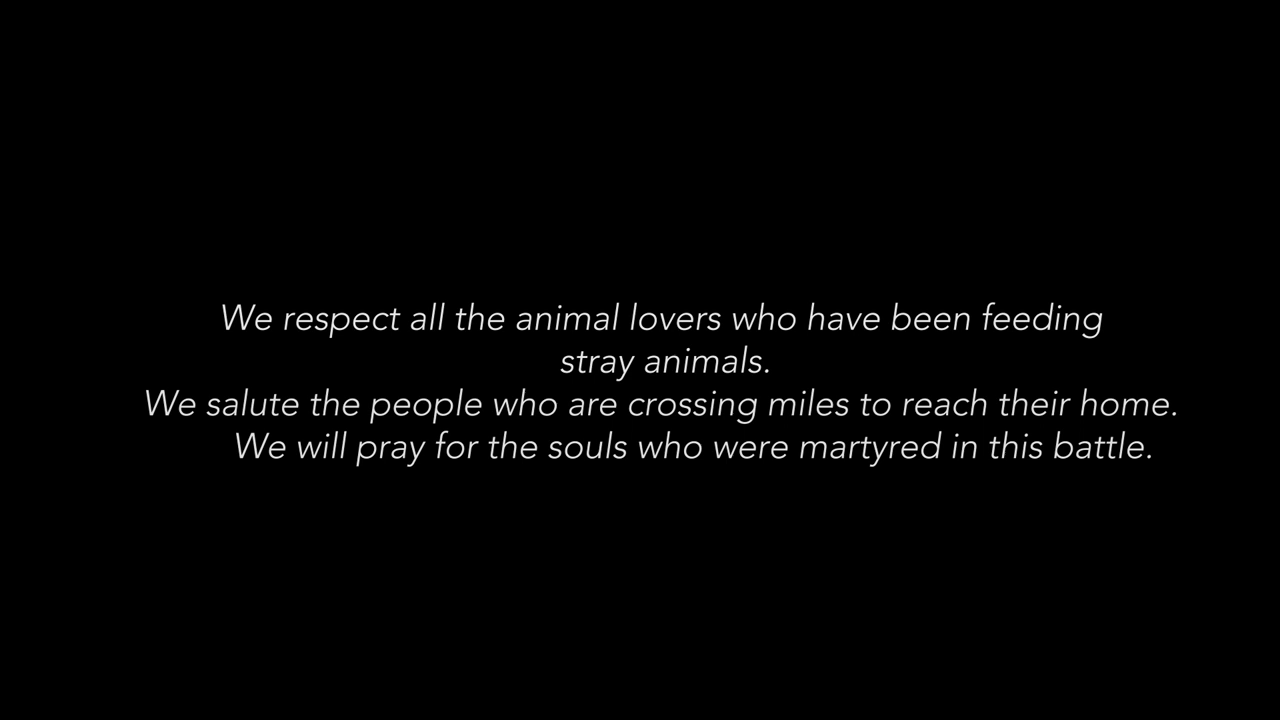 We respect all the animal lovers who have been feeding
stray animals.
We salute the people who are crossing miles to reach their home.
We will pray for the souls who were martyred in this battle.